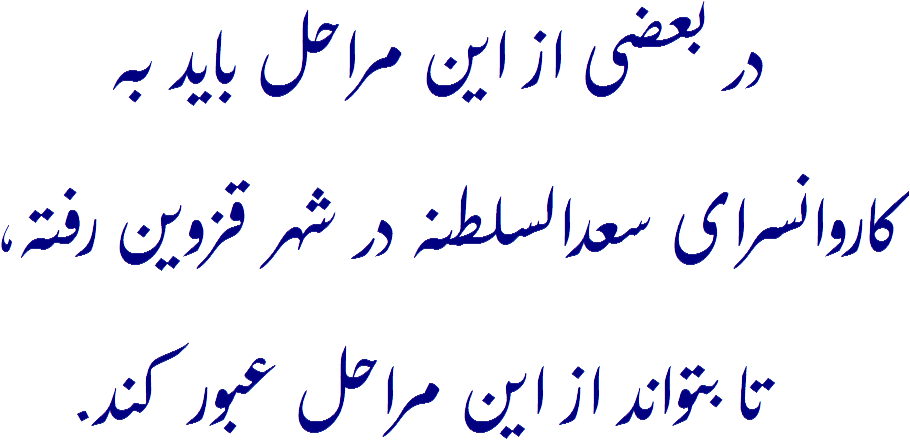 در بعضی از این مراحل باید به
کاروانسرای سعدالسلطنه در شهر قزوین رفته،
تا بتواند از این مراحل عبور کند.